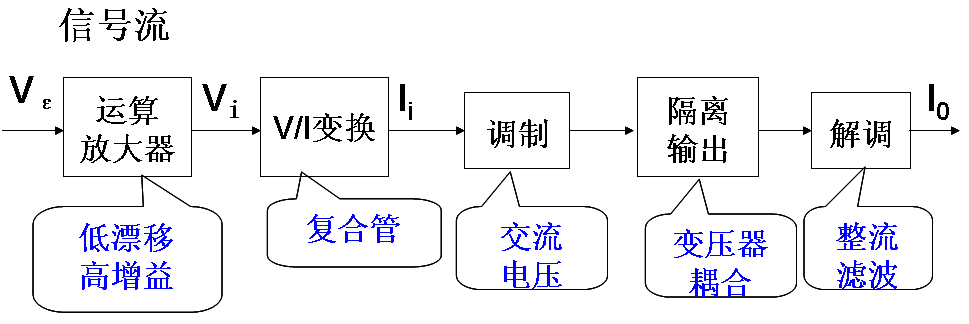 信号流
Vε
运算
放大器
Vi
V/I变换
Ii
调制
隔离
输出
解调
I0
低漂移
高增益
复合管
交流
电压
变压器
耦合
整流
滤波